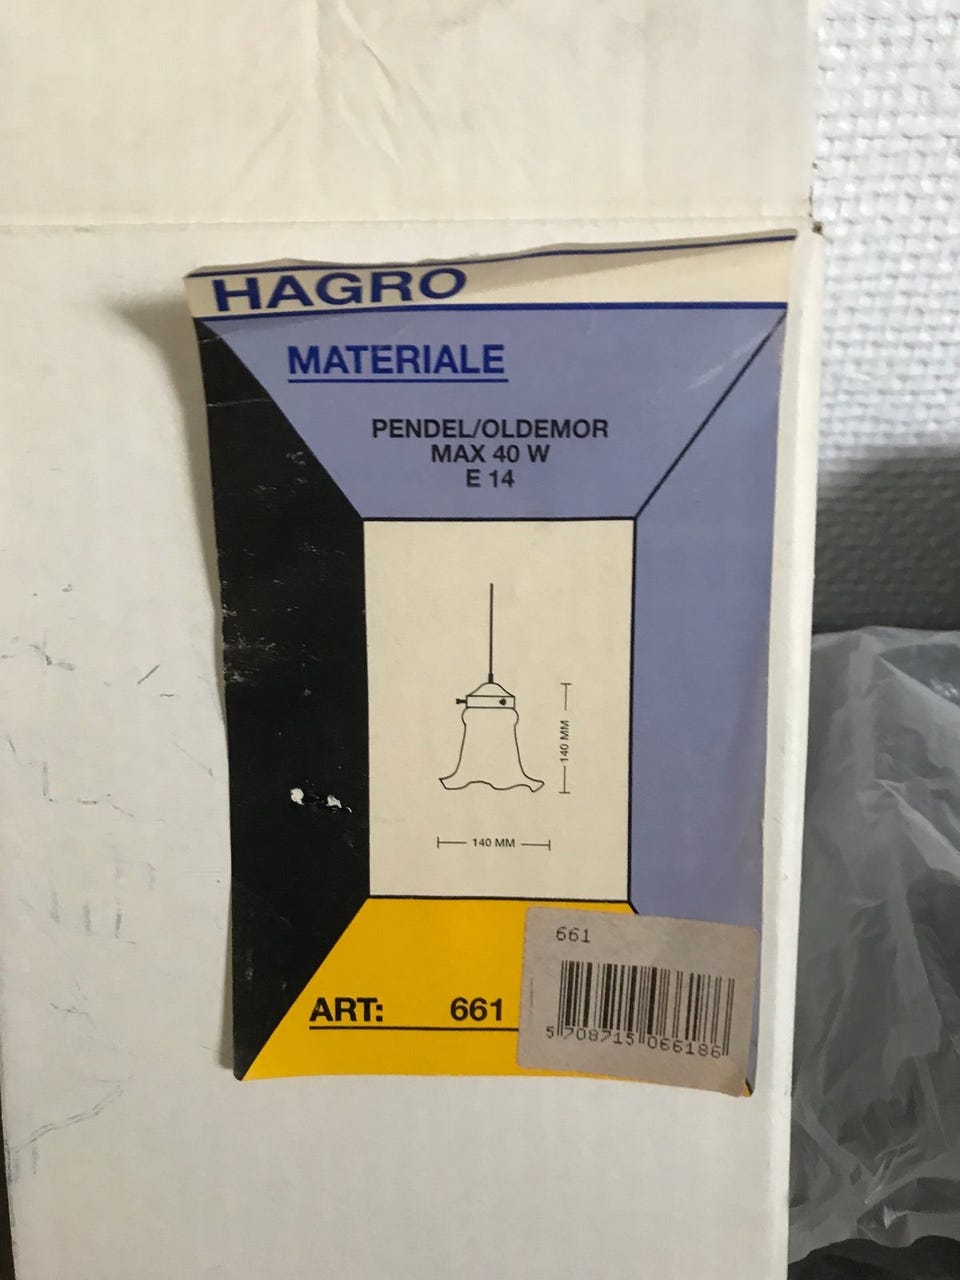 HAGRO
MATERIALE
PENDEL/OLDEMOR
MAX 40 W
E 14
140 MM
140 MM
ART: 661
661
5 708715 066186